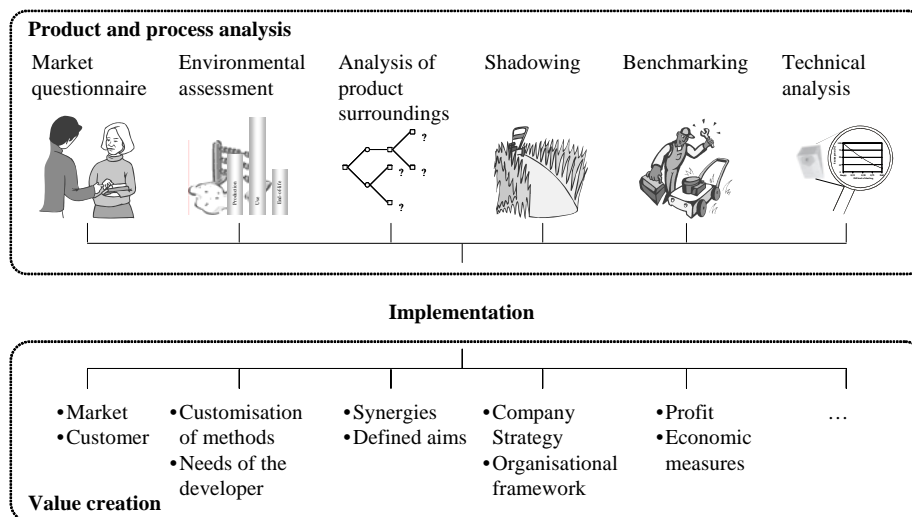 Product and process analysis
Market
questionnaire
Environmental
assessment
Analysis of
product
surroundings
Shadowing
Benchmarking
Technical
analysis
?
?
?
?
Production
Use
Implementation
•Market
•Customer
•Customisation
of methods
•Needs of the
developer
•Synergies
•Defined aims
•Company
Strategy
•Organisational
framework
•Profit
•Economic
measures
…
Value creation